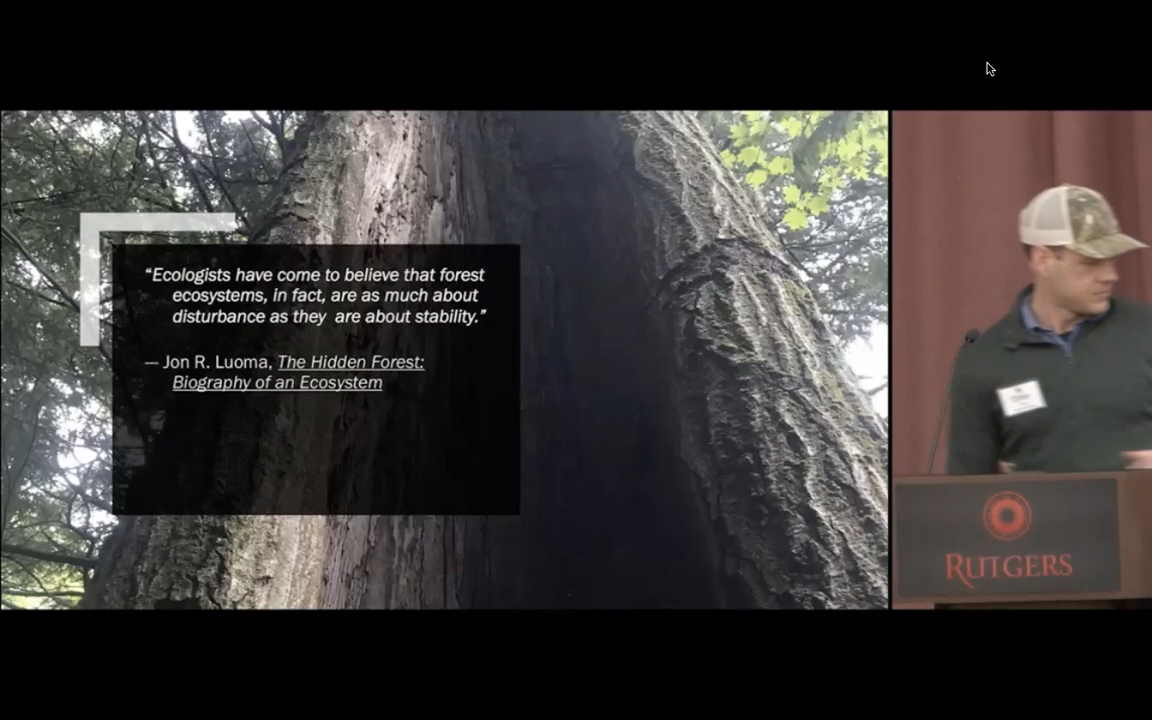 “Ecologists have come to believe that forest
ecosystems, in fact, are as much about
disturbance as they are about stability.”
— Jon R. Luoma, The Hidden Forest:
Biography of an Ecosystem
RUTGERS